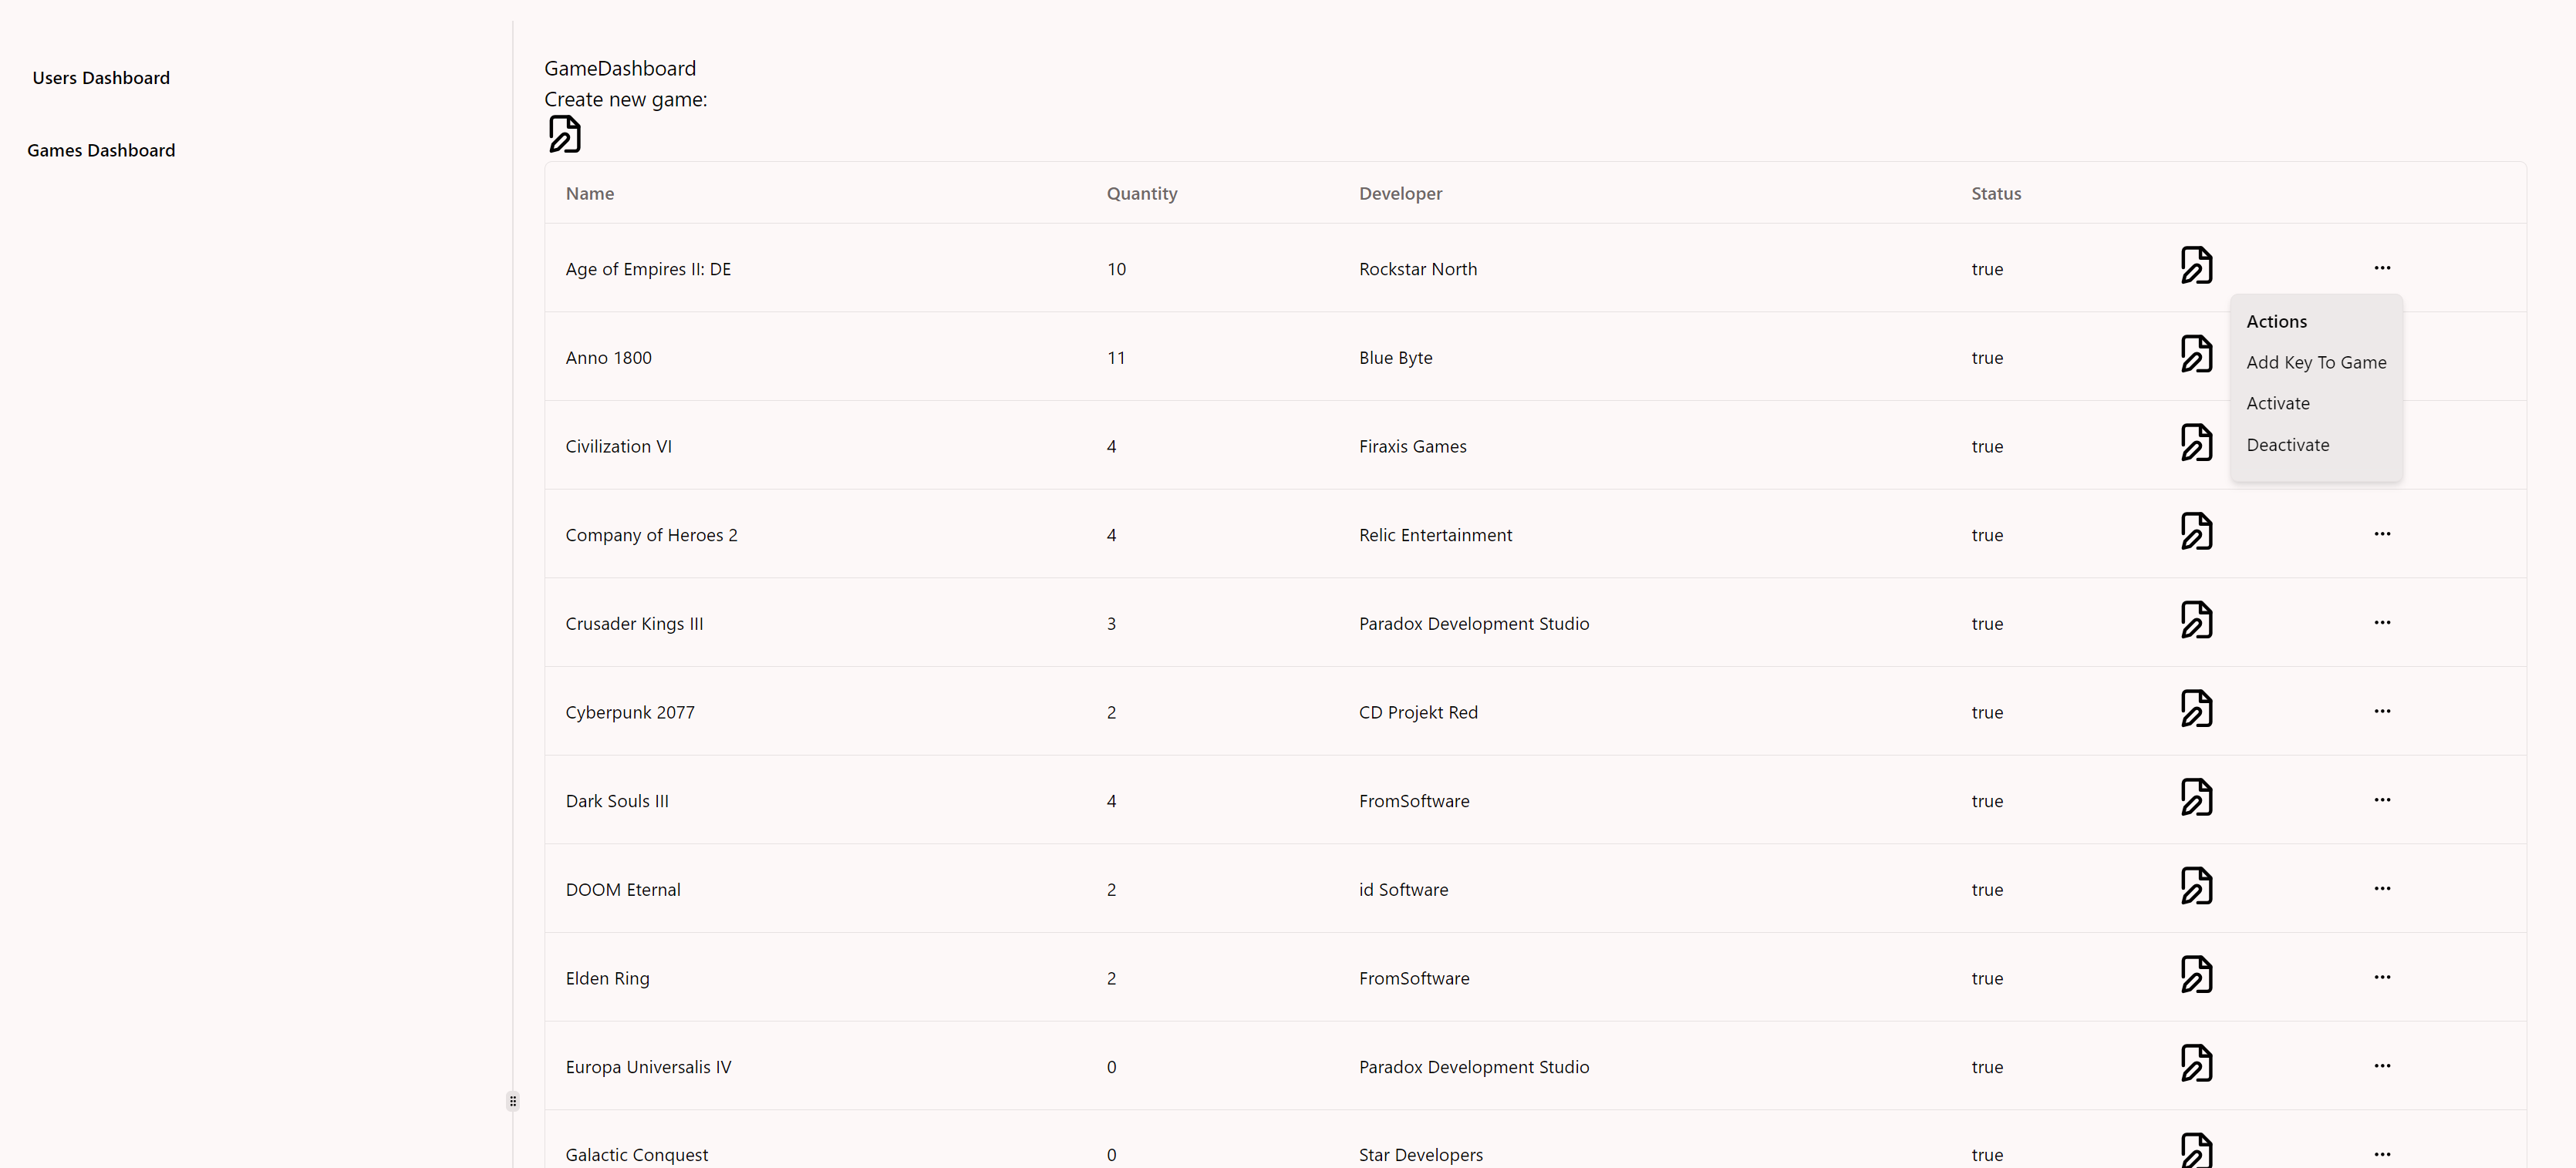 Users Dashboard
Games Dashboard
GameDashboard
Create new game:
Name Quantity Developer Status
Age of Empires II: DE 10 Rockstar North true ···
Actions
Add Key To Game
Activate
Deactivate
Anno 1800 11 Blue Byte true
Civilization VI 4 Firaxis Games true
Company of Heroes 2 4 Relic Entertainment true ···
Crusader Kings III 3 Paradox Development Studio true ···
Cyberpunk 2077 2 CD Projekt Red true ···
Dark Souls III 4 FromSoftware true ···
DOOM Eternal 2 id Software true ···
Elden Ring 2 FromSoftware true ···
Europa Universalis IV 0 Paradox Development Studio true ···
Galactic Conquest 0 Star Developers true ···